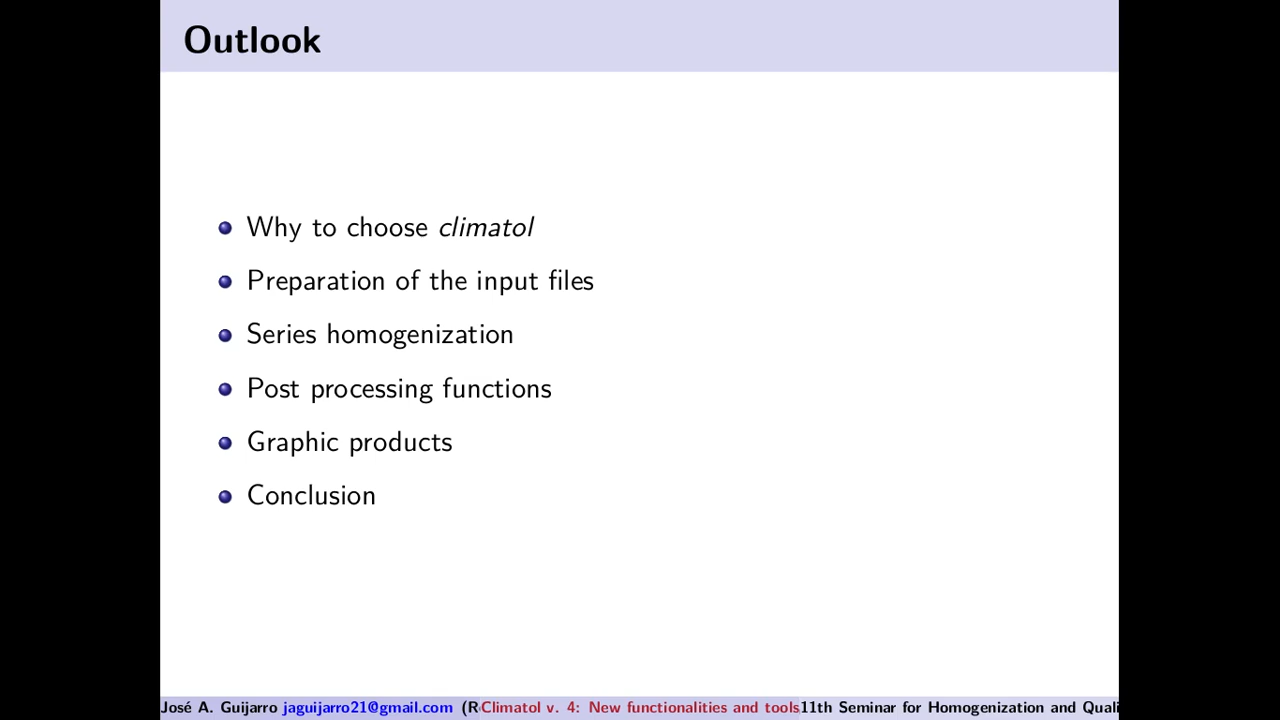 Outlook
Why to choose climatol
Preparation of the input files
Series homogenization
Post processing functions
Graphic products
Conclusion
José A. Guijarro jaguijarro21@gmail.com (R Climatol v. 4: New functionalities and tools 11th Seminar for Homogenization and Quali